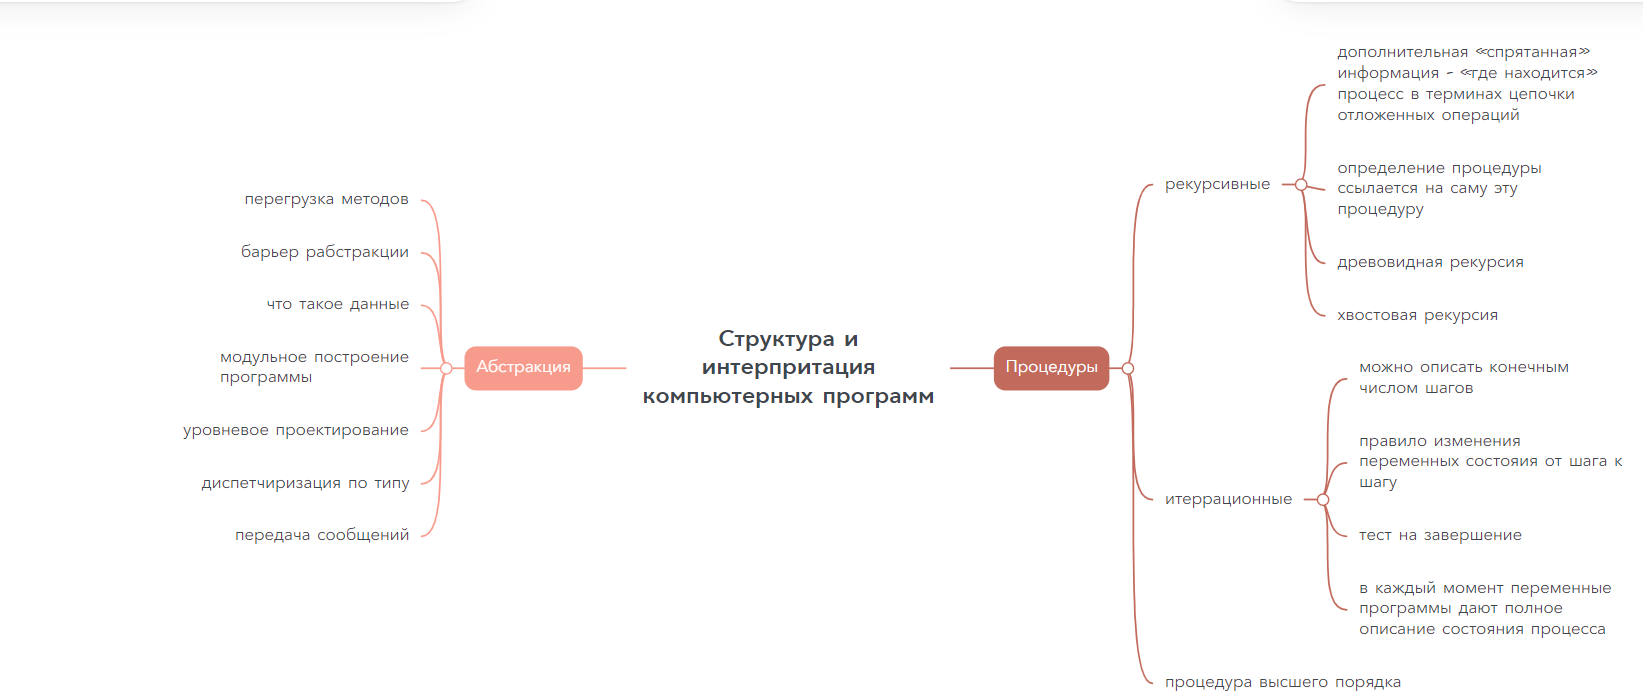 Структура и
интерпритация
компьютерных программ
Абстракция
перегрузка методов
барьер рабстракции
что такое данные
модульное построение
программы
уровневое проектирование
диспетчиризация по типу
передача сообщений
Процедуры
рекурсивные
дополнительная «спрятанная»
информация - «где находится»
процесс в терминах цепочки
отложенных операций
определение процедуры
ссылается на саму эту
процедуру
древовидная рекурсия
хвостовая рекурсия
итеррационные
можно описать конечным
числом шагов
правило изменения
переменных состояия от шага к
шагу
тест на завершение
в каждый момент переменные
программы дают полное
описание состояния процесса
процедура высшего порядка